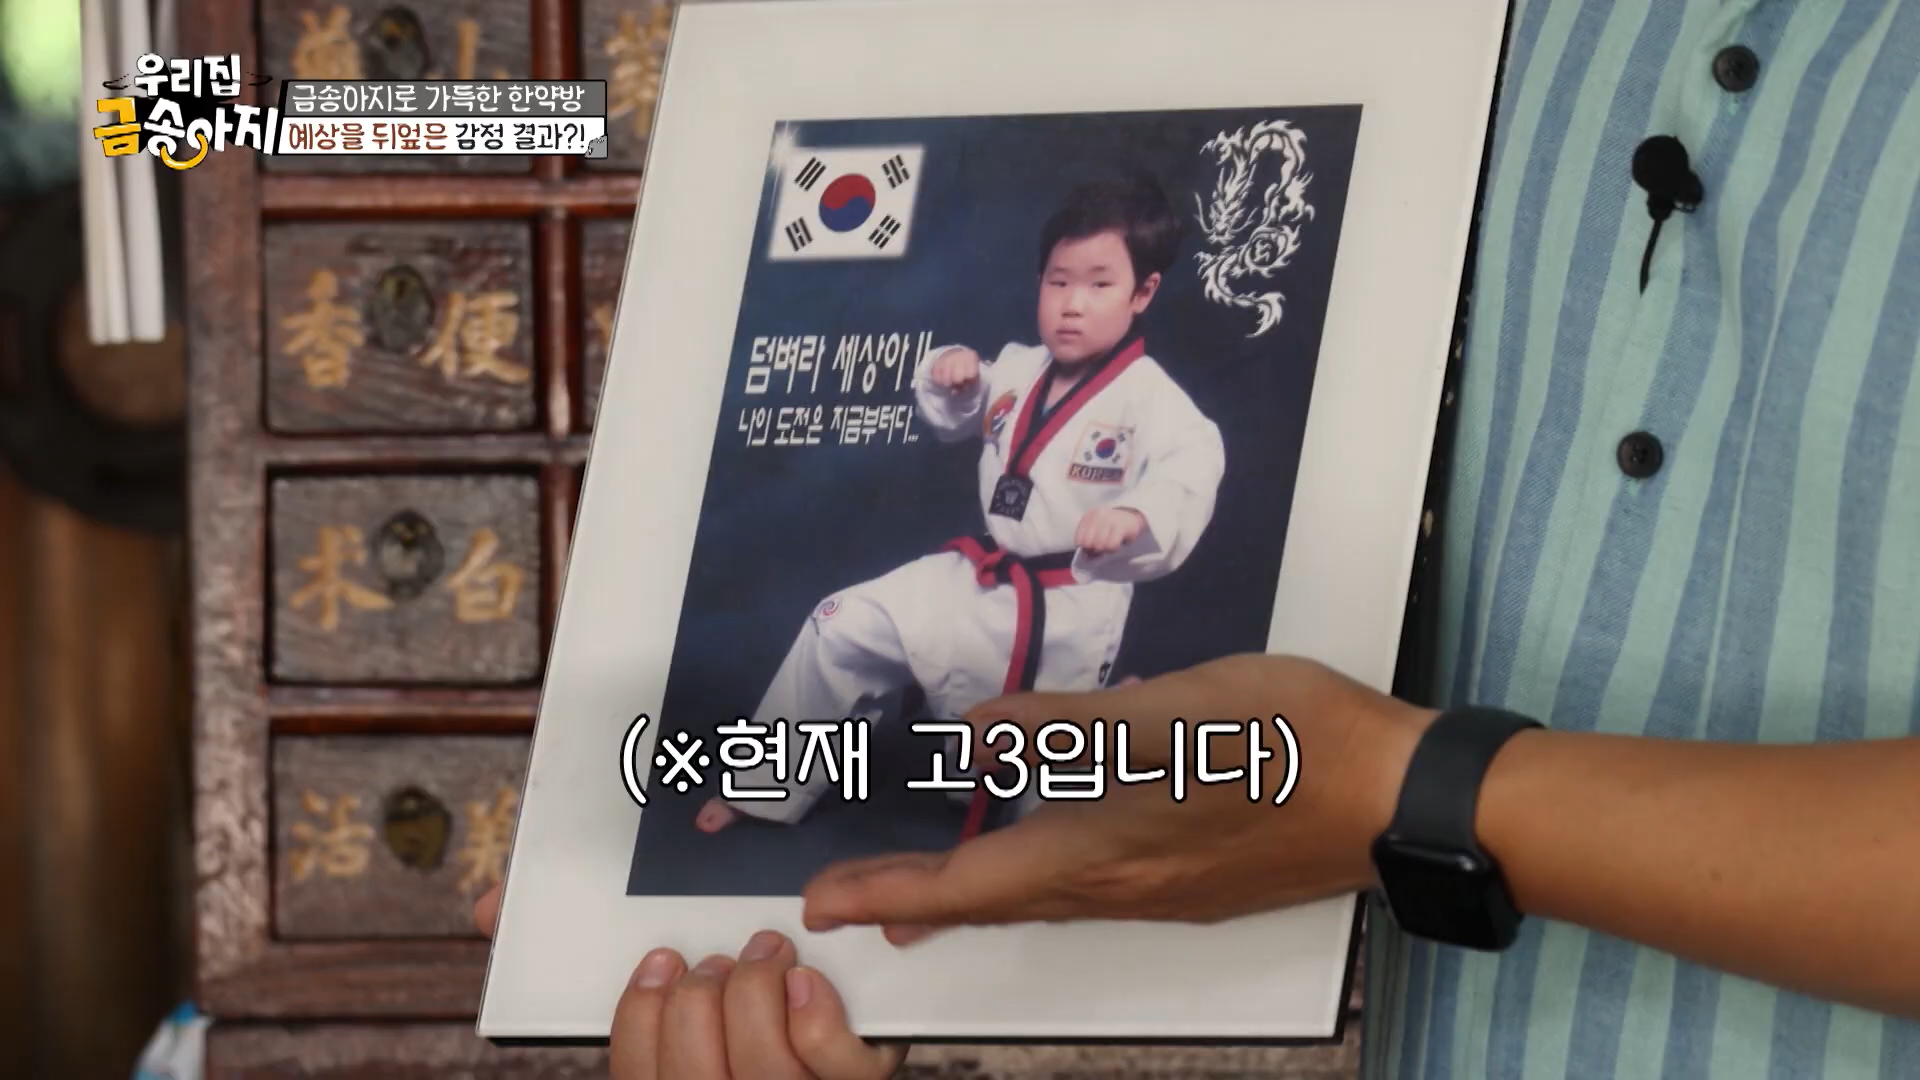 우리집
금송아지
금송아지로 가득한 한약방
예상을 뒤엎은 감정 결과?!
덤벼라 세상아!!
나의 도전은 지금부터다...
KOREA
香 便
求 白
活
(※현재 고3입니다)